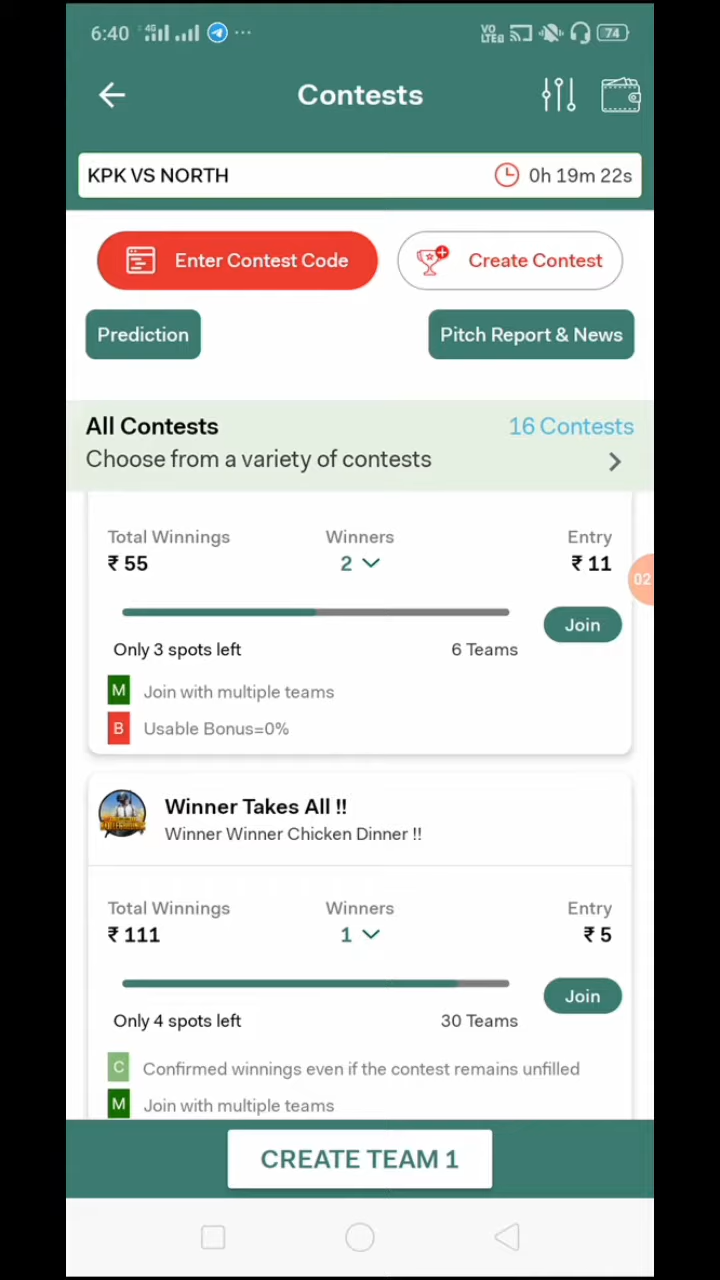 6:40 4G ... VO LTE 74
Contests
KPK VS NORTH 0h 19m 22s
Enter Contest Code Create Contest
Prediction Pitch Report & News
All Contests 16 Contests
Choose from a variety of contests
Total Winnings Winners Entry
₹ 55 2 ₹ 11
02
Join
Only 3 spots left 6 Teams
M Join with multiple teams
B Usable Bonus=0%
Winner Takes All !!
Winner Winner Chicken Dinner !!
Total Winnings Winners Entry
₹ 111 1 ₹ 5
Join
Only 4 spots left 30 Teams
C Confirmed winnings even if the contest remains unfilled
M Join with multiple teams
CREATE TEAM 1